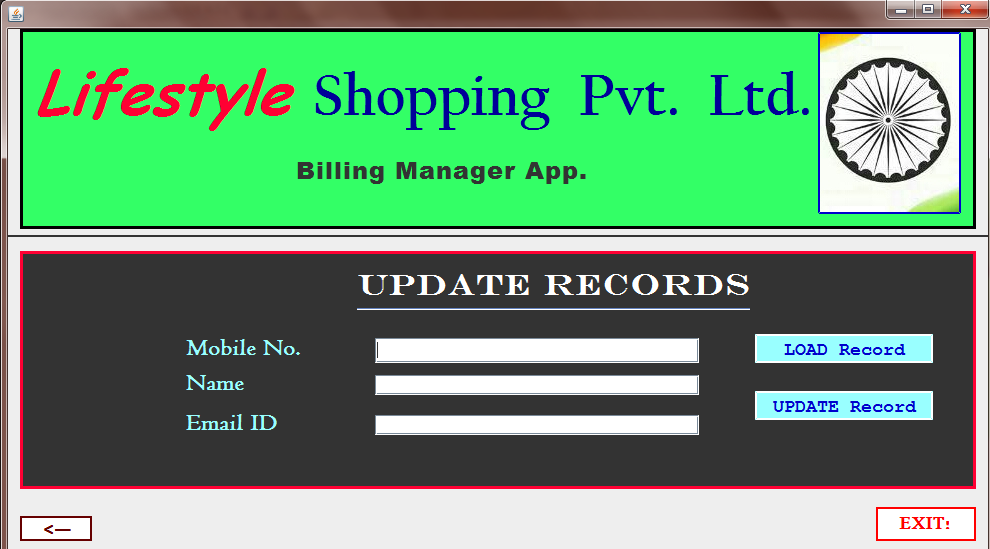 Lifestyle Shopping Pvt. Ltd.
Billing Manager App.
UPDATE RECORDS
Mobile No.
LOAD Record
Name
UPDATE Record
Email ID
<—
EXIT: